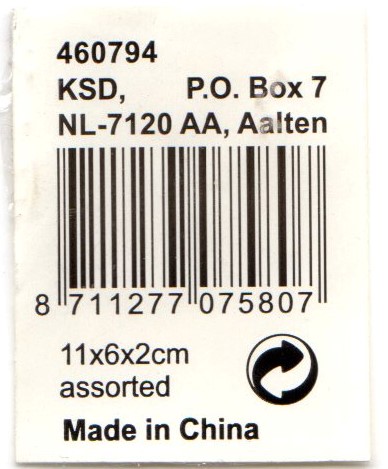 460794
KSD, P.O. Box 7
NL-7120 AA, Aalten
8 711277 075807
11x6x2cm
assorted
Made in China